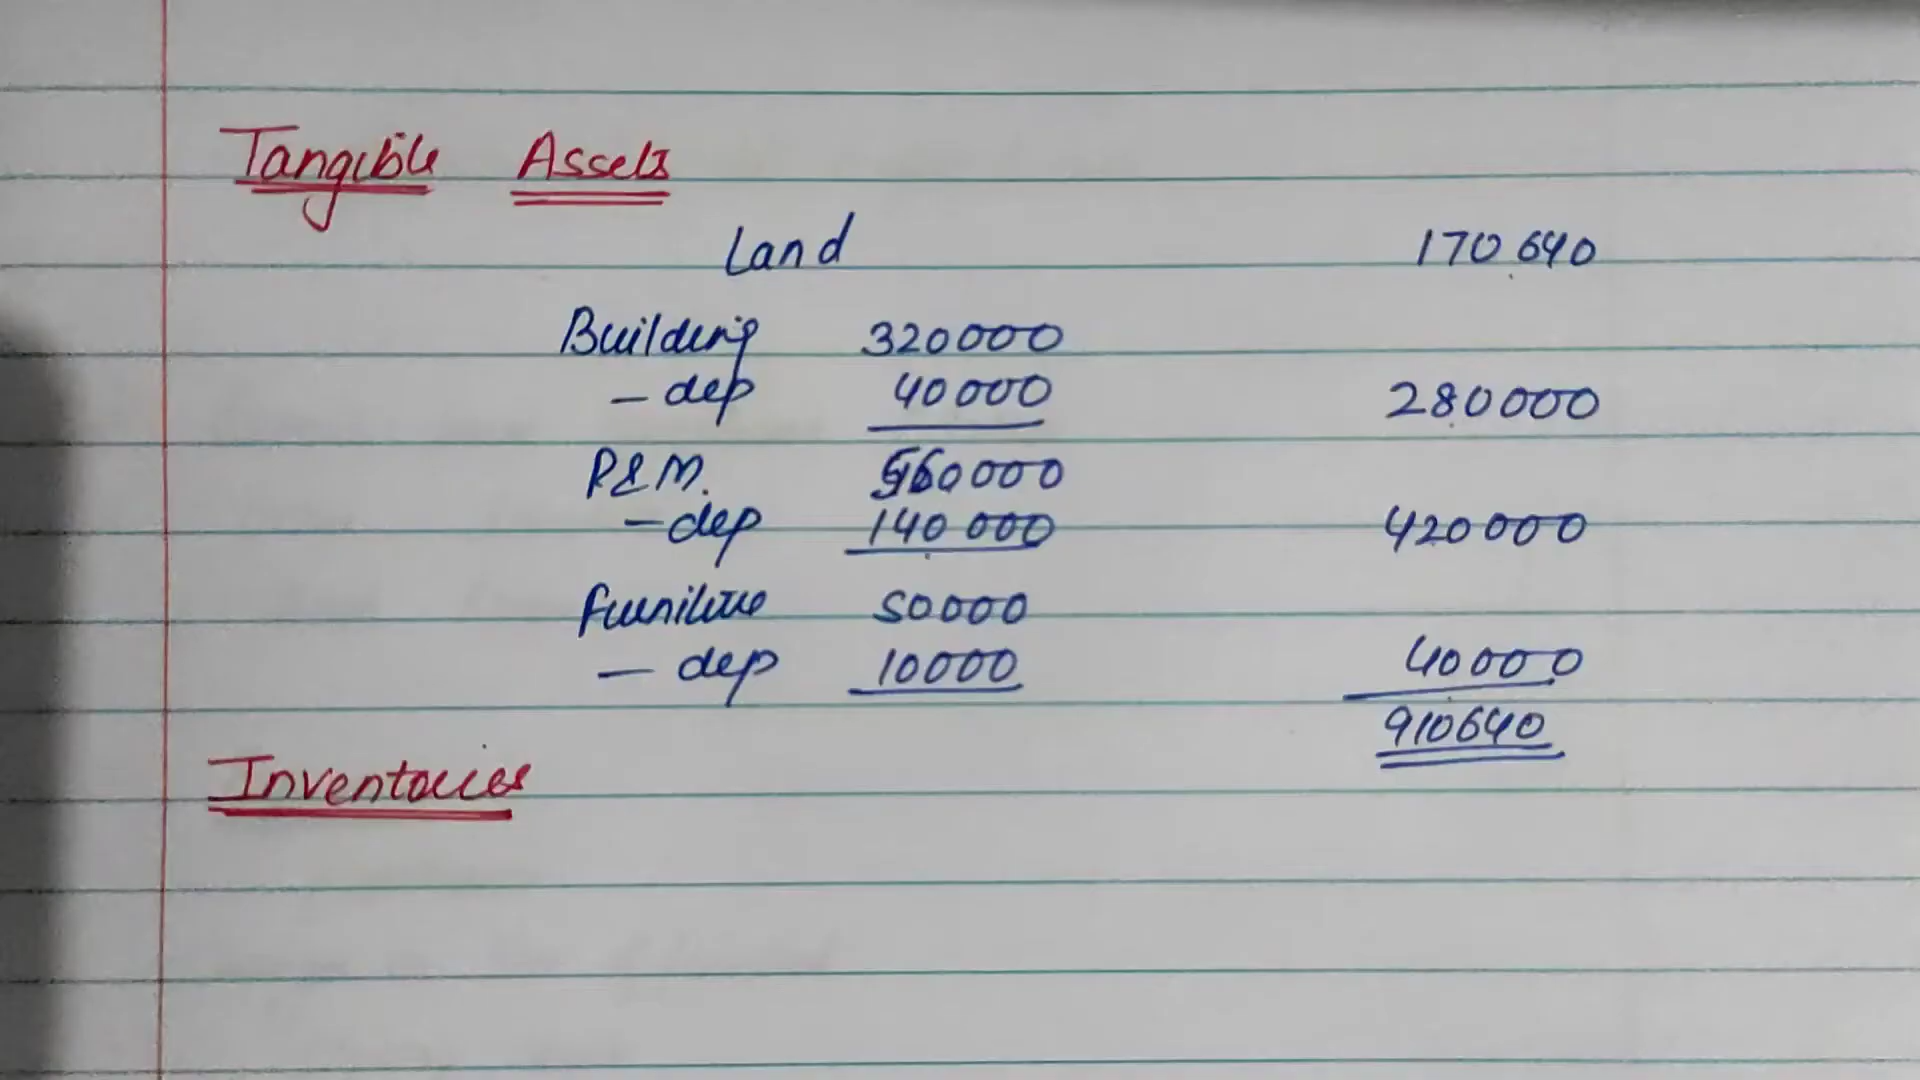 Tangible Assets
Land 170640
Building 320000
- dep 40000 280000
P&M. 560000
- dep 140000 420000
Furniture 50000
- dep 10000 40000
910640
Inventories